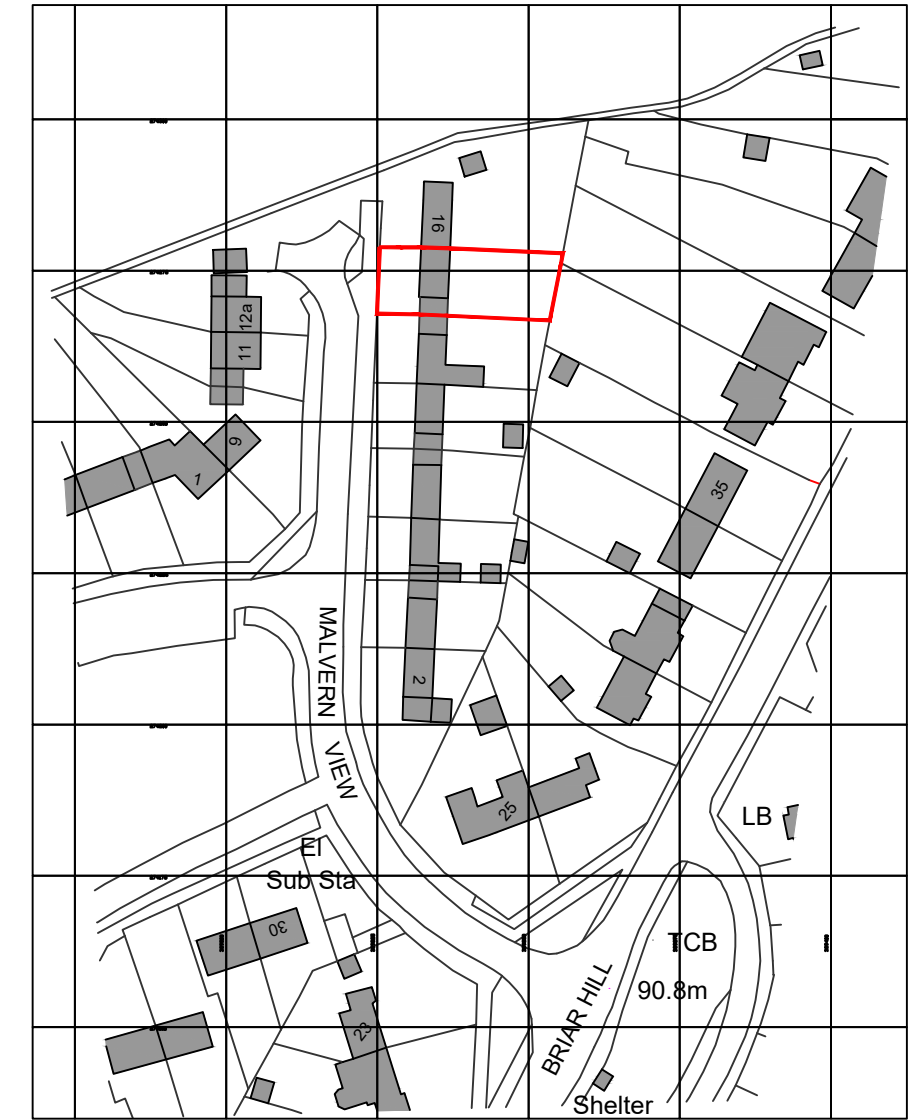 16
12a
11
9
1
35
MALVERN
2
VIEW
25
LB
El
Sub Sta
30
TCB
90.8m
23
BRIAR HILL
Shelter